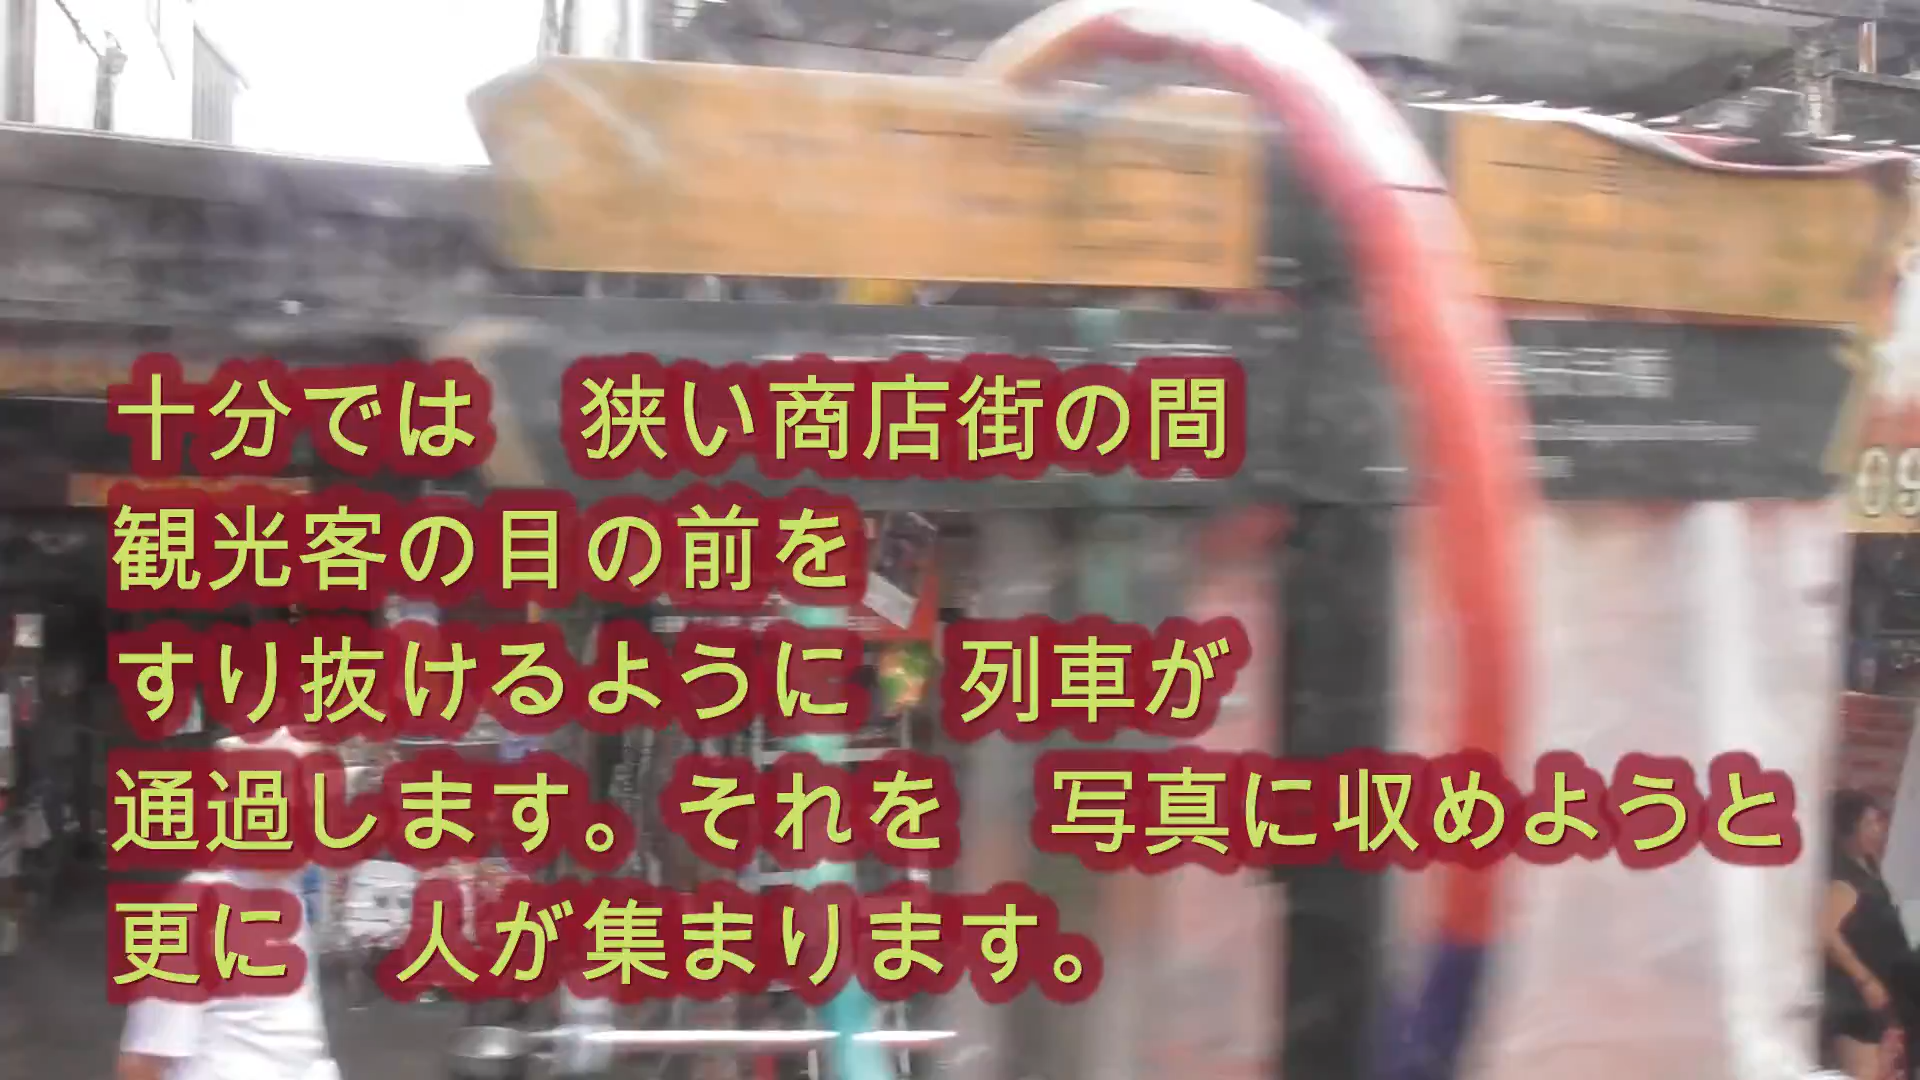 十分では　狭い商店街の間
観光客の目の前を
すり抜けるように　列車が
通過します。それを　写真に収めようと
更に　人が集まります。
09